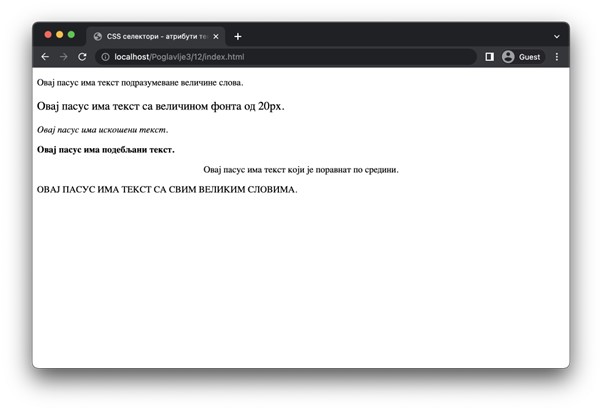 CSS селектори - атрибути те
localhost/Poglavlje3/12/index.html
Guest
Овај пасус има текст подразумеване величине слова.
Овај пасус има текст са величином фонта од 20px.
Овај пасус има искошени текст.
Овај пасус има подебљани текст.
Овај пасус има текст који је поравнат по средини.
ОВАЈ ПАСУС ИМА ТЕКСТ СА СВИМ ВЕЛИКИМ СЛОВИМА.